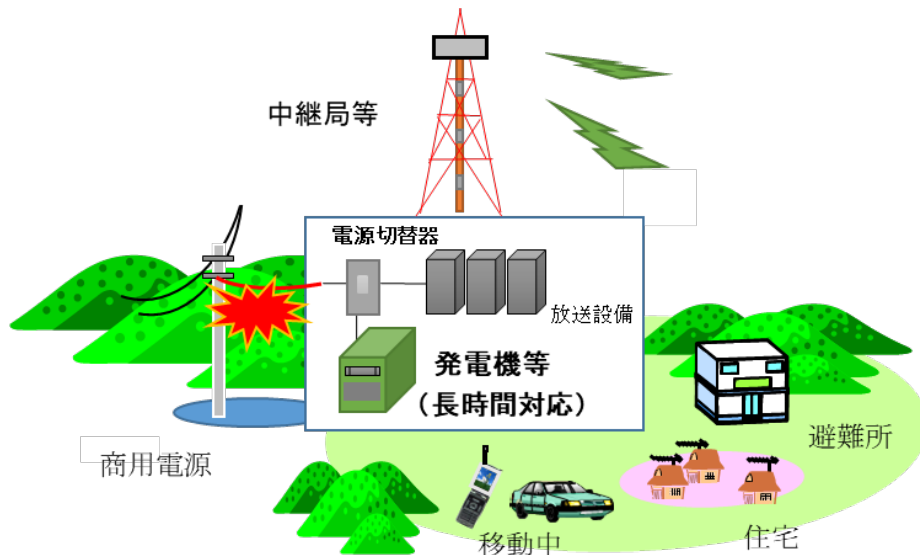 中継局等
電源切替器
放送設備
発電機等
（長時間対応）
商用電源
避難所
住宅
移動中